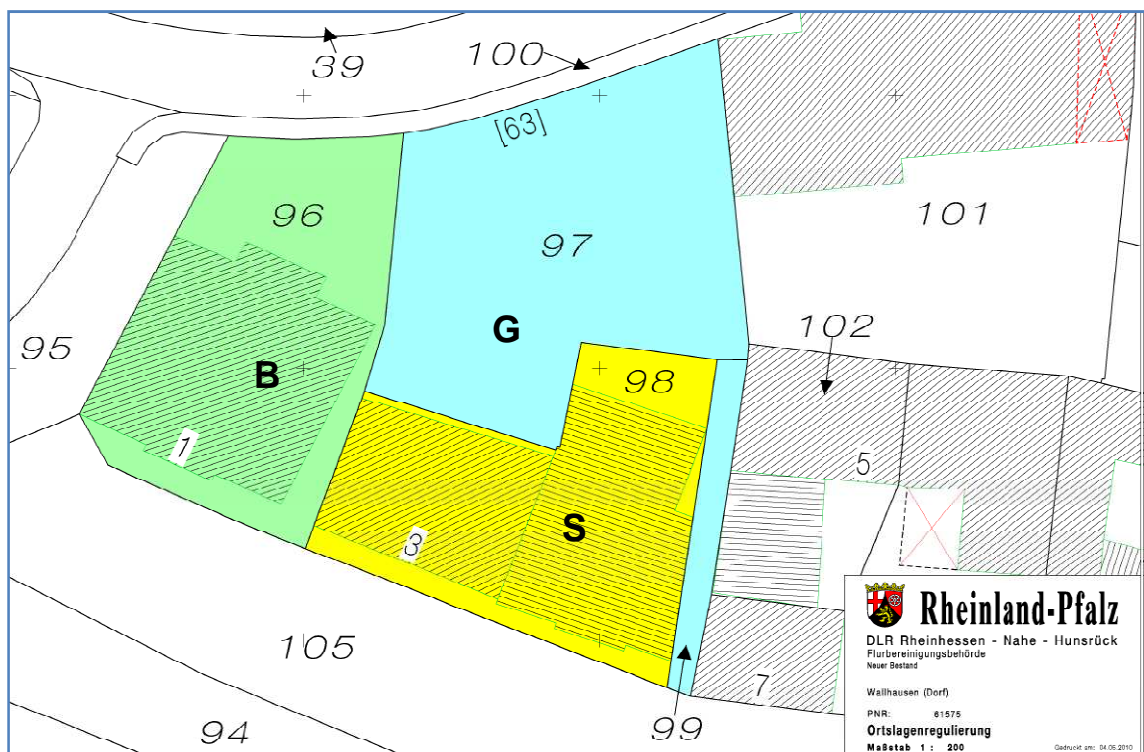 39
100
[63]
96
97
101
95
B
G
102
98
1
3
S
5
105
7
99
94
Rheinland-Pfalz
DLR Rheinhessen - Nahe - Hunsrück
Flurbereinigungsbehörde
Neuer Bestand
Wallhausen (Dorf)
PNR: 61575
Ortslagenregulierung
Maßstab 1 : 200
Gedruckt am: 04.05.2010